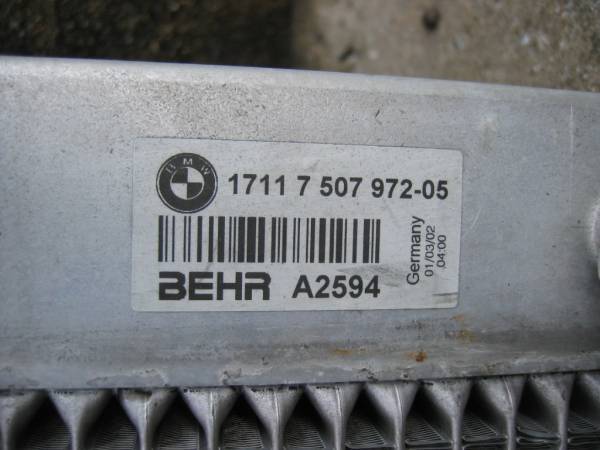 BMW
1711 7 507 972-05
BEHR A2594
Germany
01/03/02
04:00